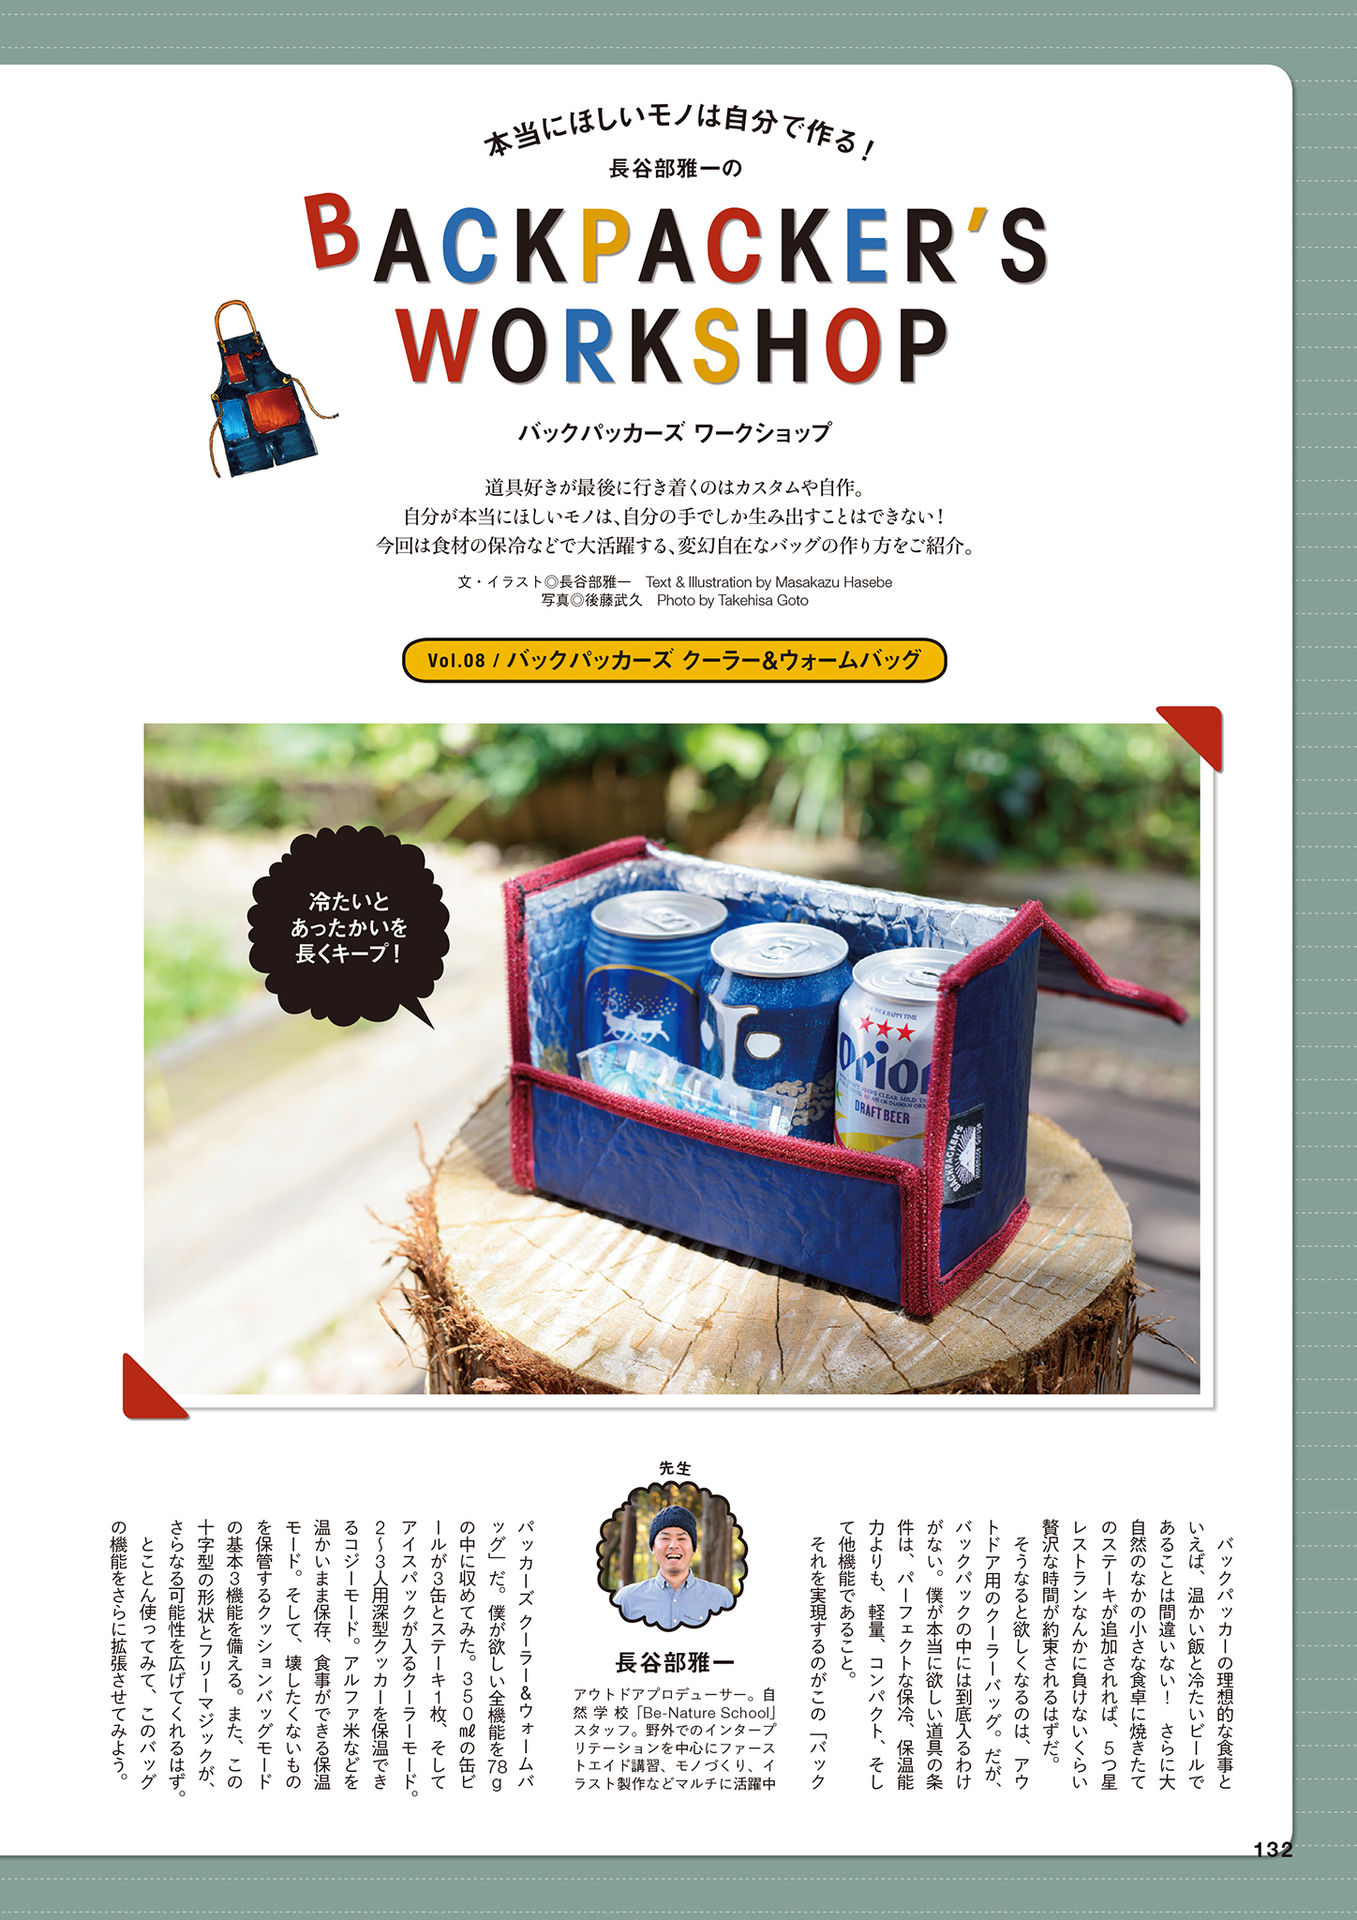 本当にほしいモノは自分で作る！
長谷部雅一の
BACKPACKER'S
WORKSHOP
バックパッカーズ ワークショップ
道具好きが最後に行き着くのはカスタムや自作。
自分が本当にほしいモノは、自分の手でしか生み出すことはできない！
今回は食材の保冷などで大活躍する、変幻自在なバッグの作り方をご紹介。
文・イラスト◎長谷部雅一　Text & Illustration by Masakazu Hasebe
写真◎後藤武久　Photo by Takehisa Goto
Vol.08 / バックパッカーズ クーラー&ウォームバッグ
冷たいと
あったかいを
長くキープ！
Orion
DRAFT BEER
BACKPACKER'S
バックパッカーの理想的な食事と
いえば、温かい飯と冷たいビールで
あることは間違いない！　さらに大
自然のなかの小さな食卓に焼きたて
のステーキが追加されれば、５つ星
レストランなんかに負けないくらい
贅沢な時間が約束されるはずだ。
そうなると欲しくなるのは、アウ
トドア用のクーラーバッグ。だが、
バックパックの中には到底入るわけ
がない。僕が本当に欲しい道具の条
件は、パーフェクトな保冷、保温能
力よりも、軽量、コンパクト、そし
て他機能であること。
それを実現するのがこの「バック
パッカーズ クーラー&ウォームバ
ッグ」だ。僕が欲しい全機能を78g
の中に収めてみた。350㎖の缶ビ
ールが3缶とステーキ1枚、そして
アイスパックが入るクーラーモード。
2〜3人用深型クッカーを保温でき
るコジーモード。アルファ米などを
温かいまま保存、食事ができる保温
モード。そして、壊したくないもの
を保管するクッションバッグモード
の基本3機能を備える。また、この
十字型の形状とフリーマジックが、
さらなる可能性を広げてくれるはず。
とことん使ってみて、このバッグ
の機能をさらに拡張させてみよう。
先生
長谷部雅一
アウトドアプロデューサー。自
然学校「Be-Nature School」
スタッフ。野外でのインタープ
リテーションを中心にファース
トエイド講習、モノづくり、イ
ラスト製作などマルチに活躍中
132